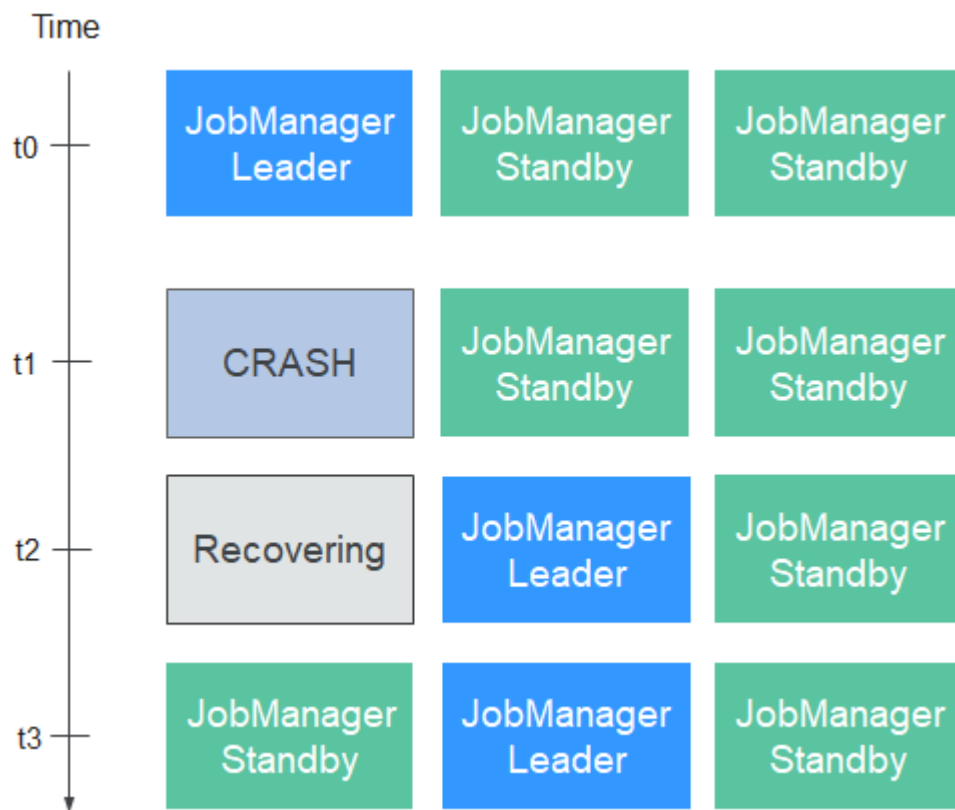 Time
t0
JobManager
Leader
JobManager
Standby
JobManager
Standby
t1
CRASH
JobManager
Standby
JobManager
Standby
t2
Recovering
JobManager
Leader
JobManager
Standby
t3
JobManager
Standby
JobManager
Leader
JobManager
Standby